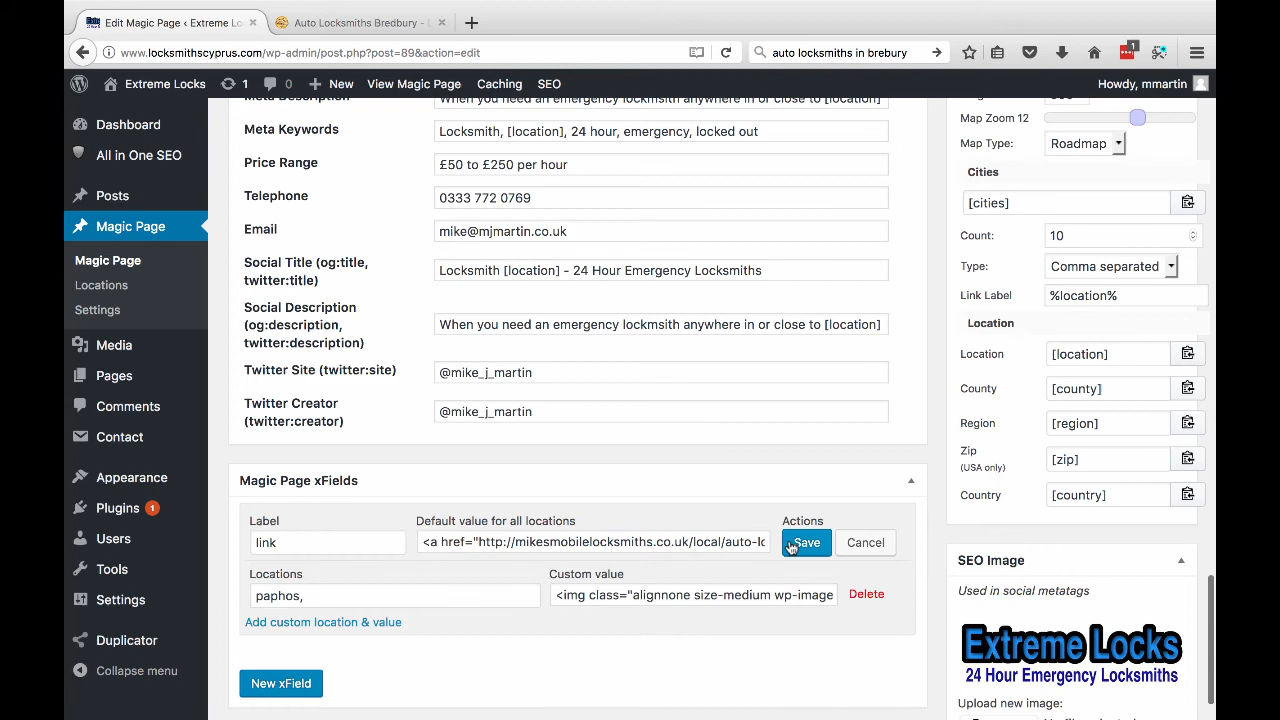 Edit Magic Page ‹ Extreme Lo
Auto Locksmiths Bredbury -
www.locksmithscyprus.com/wp-admin/post.php?post=89&action=edit
auto locksmiths in brebury
1
Extreme Locks
1
0
New
View Magic Page
Casting
SEO
Howdy, mmartin
Dashboard
All in One SEO
Posts
Magic Page
Magic Page
Locations
Settings
Media
Pages
Comments
Contact
Appearance
Plugins 1
Users
Tools
Settings
Duplicator
Collapse menu
Meta Description
When you need an emergency locksmith anywhere in or close to [location]
Meta Keywords
Locksmith, [location], 24 hour, emergency, locked out
Price Range
£50 to £250 per hour
Telephone
0333 772 0769
Email
mike@mjmartin.co.uk
Social Title (og:title,
twitter:title)
Locksmith [location] - 24 Hour Emergency Locksmiths
Social Description
(og:description,
twitter:description)
When you need an emergency lockmsith anywhere in or close to [location]
Twitter Site (twitter:site)
@mike_j_martin
Twitter Creator
(twitter:creator)
@mike_j_martin
Magic Page xFields
Label
Default value for all locations
Actions
link
<a href="http://mikesmobilelocksmiths.co.uk/local/auto-lo
Save
Cancel
Locations
Custom value
paphos,
<img class="alignnone size-medium wp-image
Delete
Add custom location & value
New xField
Map Zoom 12
Map Type:
Roadmap
Cities
[cities]
Count:
10
Type:
Comma separated
Link Label
%location%
Location
Location
[location]
County
[county]
Region
[region]
Zip
(USA only)
[zip]
Country
[country]
SEO Image
Used in social metatags
Extreme Locks
24 Hour Emergency Locksmiths
Upload new image: